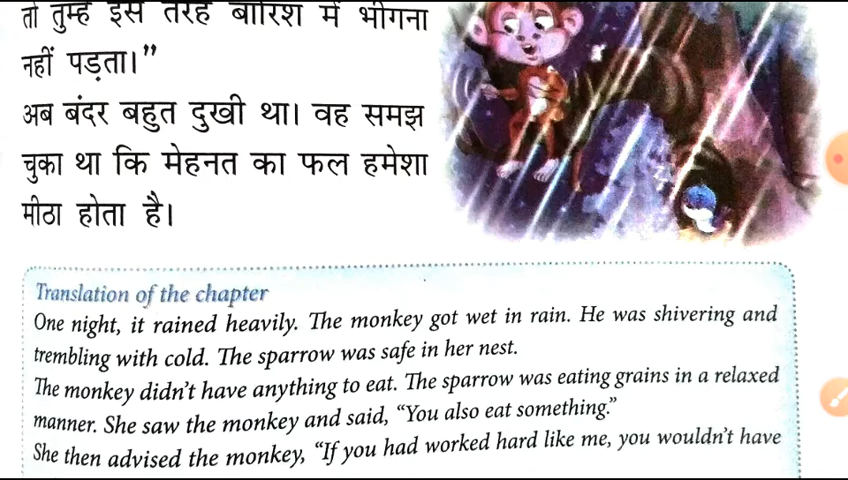 तो तुम्हें इस तरह बारिश में भीगना
नहीं पड़ता।”
अब बंदर बहुत दुखी था। वह समझ
चुका था कि मेहनत का फल हमेशा
मीठा होता है।
Translation of the chapter
One night, it rained heavily. The monkey got wet in rain. He was shivering and
trembling with cold. The sparrow was safe in her nest.
The monkey didn’t have anything to eat. The sparrow was eating grains in a relaxed
manner. She saw the monkey and said, “You also eat something.”
She then advised the monkey, “If you had worked hard like me, you wouldn’t have